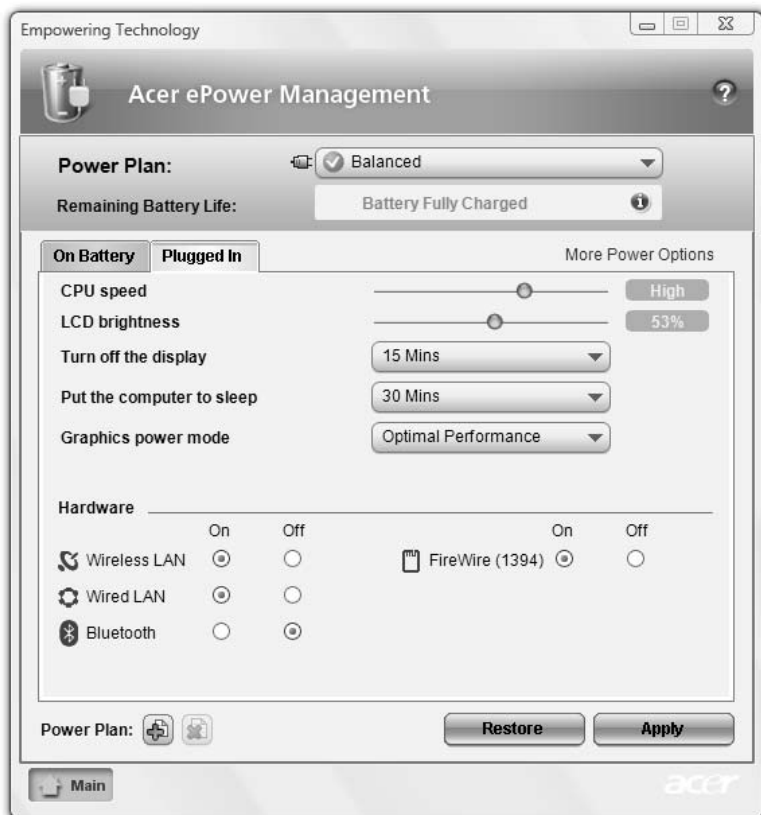 Empowering Technology
Acer ePower Management
Power Plan: Balanced
Remaining Battery Life: Battery Fully Charged
On Battery Plugged In More Power Options
CPU speed High
LCD brightness 53%
Turn off the display 15 Mins
Put the computer to sleep 30 Mins
Graphics power mode Optimal Performance
Hardware
On Off On Off
Wireless LAN FireWire (1394)
Wired LAN
Bluetooth
Power Plan: Restore Apply
Main acer